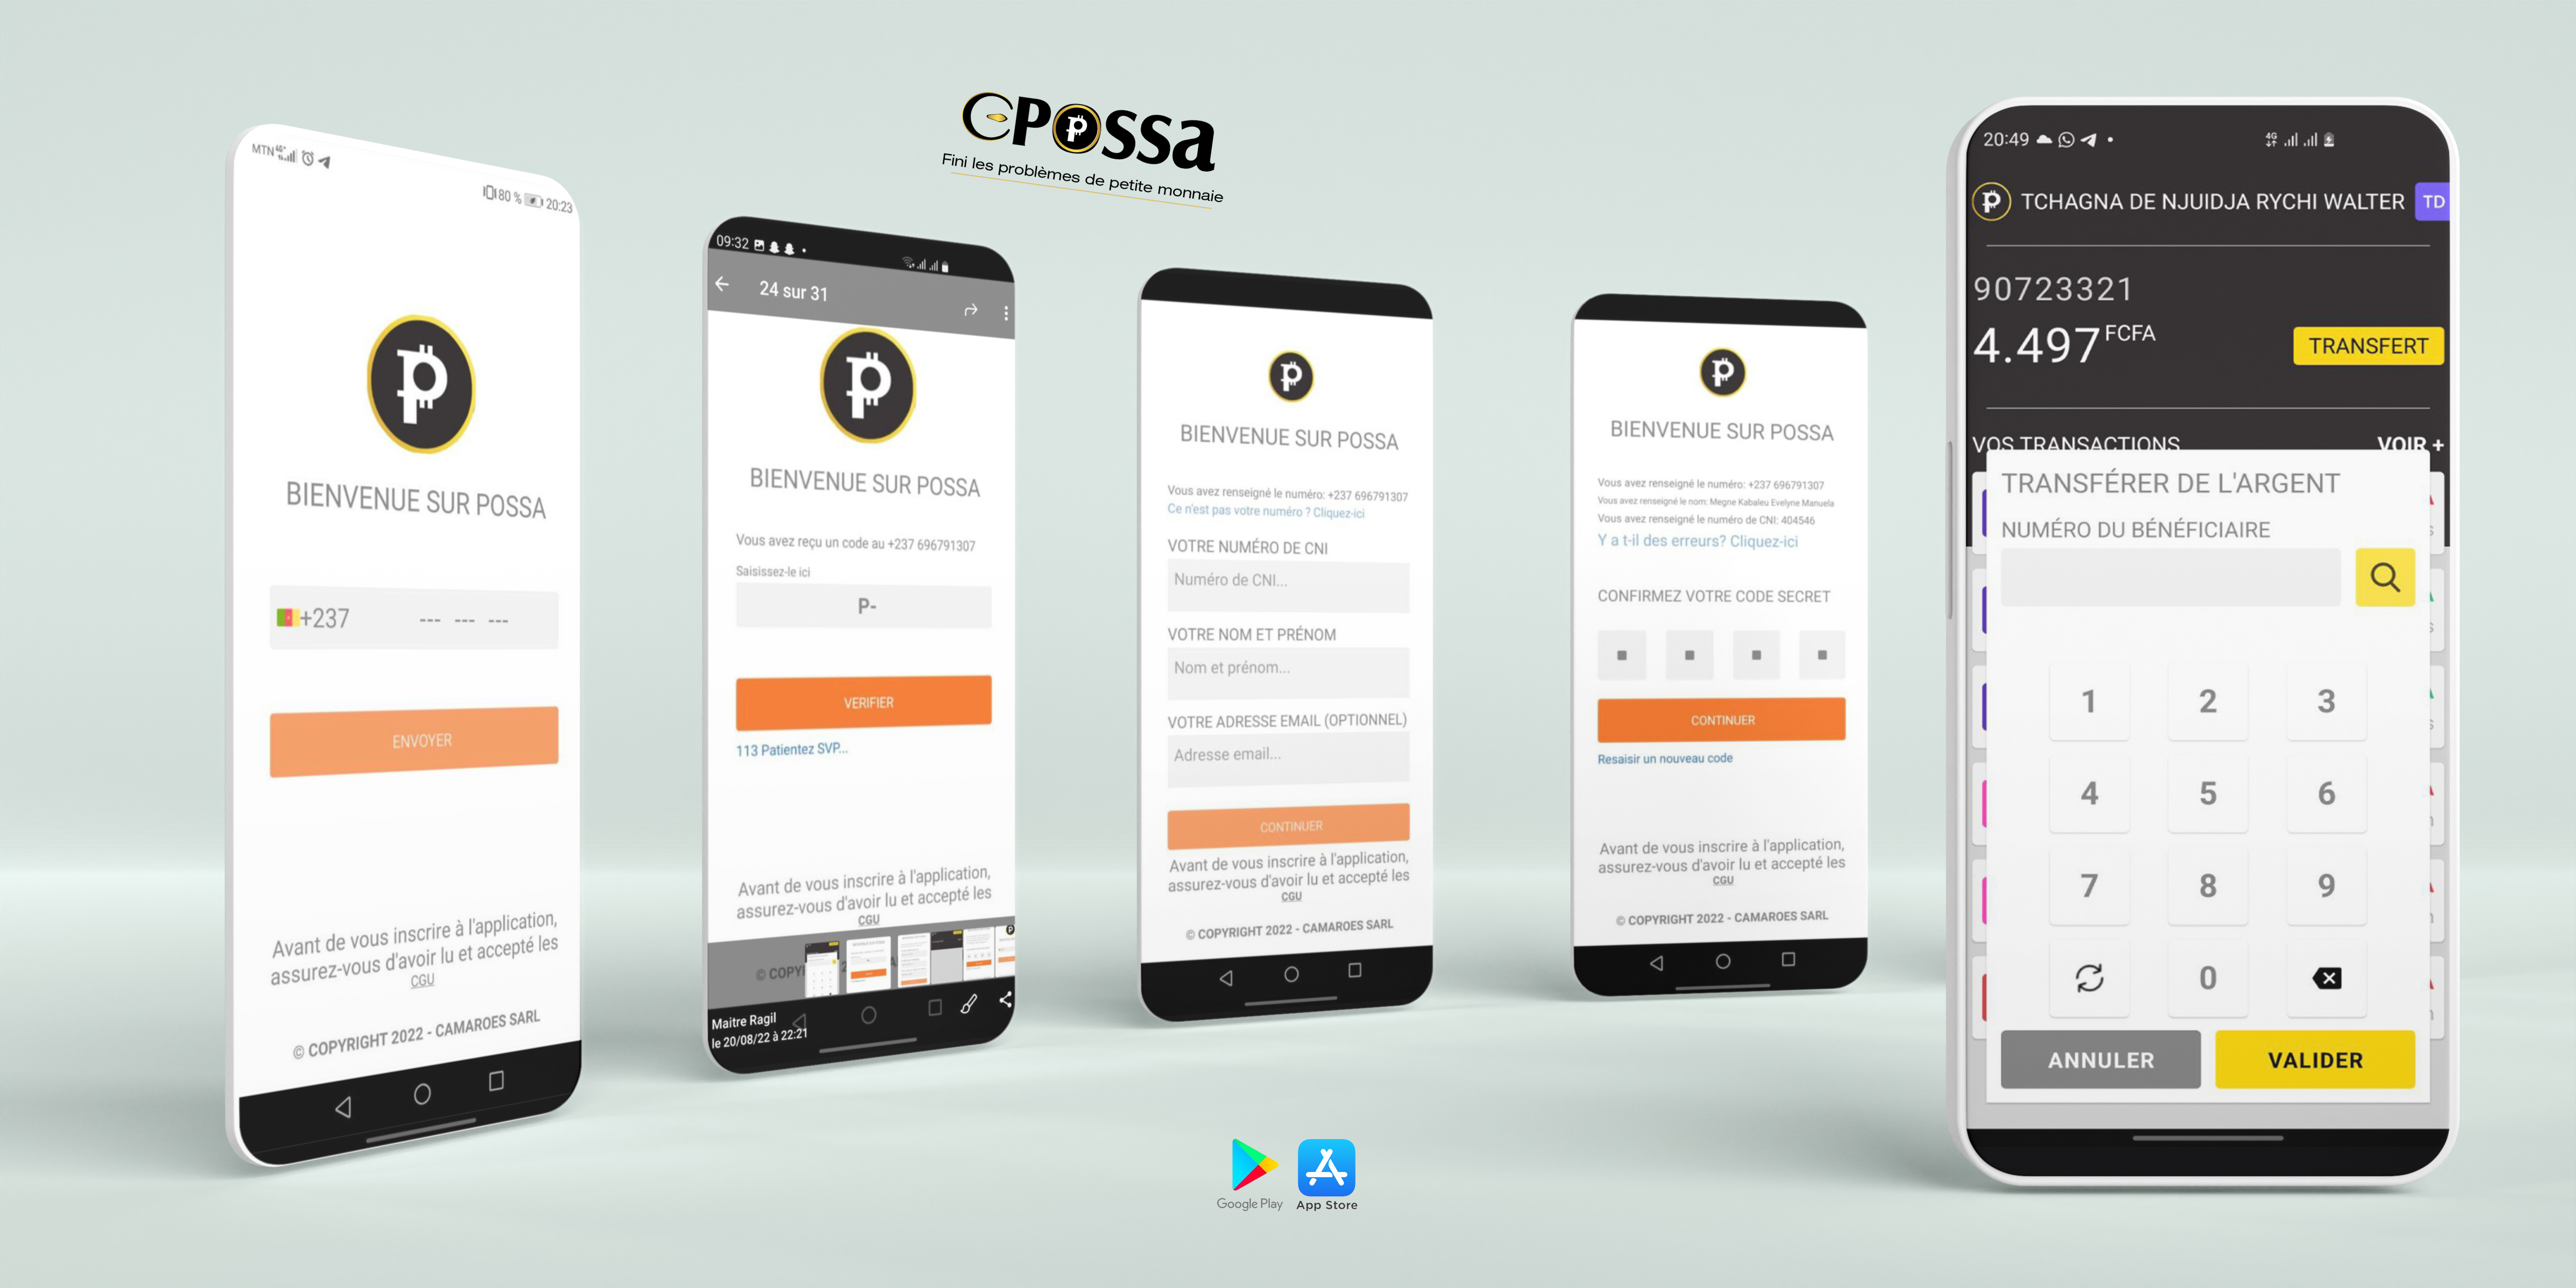 ePOSSa
Fini les problèmes de petite monnaie
MTN 4G
80 % 20:23
BIENVENUE SUR POSSA
+237 --- --- ---
ENVOYER
Avant de vous inscrire à l'application,
assurez-vous d'avoir lu et accepté les
CGU
© COPYRIGHT 2022 - CAMAROES SARL
09:32
24 sur 31
BIENVENUE SUR POSSA
Vous avez reçu un code au +237 696791307
Saisissez-le ici
P-
VERIFIER
113 Patientez SVP...
Avant de vous inscrire à l'application,
assurez-vous d'avoir lu et accepté les
CGU
© COPY
Maitre Ragil
le 20/08/22 à 22:21
BIENVENUE SUR POSSA
Vous avez renseigné le numéro: +237 696791307
Ce n'est pas votre numéro ? Cliquez-ici
VOTRE NUMÉRO DE CNI
Numéro de CNI...
VOTRE NOM ET PRÉNOM
Nom et prénom...
VOTRE ADRESSE EMAIL (OPTIONNEL)
Adresse email...
CONTINUER
Avant de vous inscrire à l'application,
assurez-vous d'avoir lu et accepté les
CGU
© COPYRIGHT 2022 - CAMAROES SARL
BIENVENUE SUR POSSA
Vous avez renseigné le numéro: +237 696791307
Vous avez renseigné le nom: Megne Kabaleu Evelyne Manuela
Vous avez renseigné le numéro de CNI: 404546
Y a t-il des erreurs? Cliquez-ici
CONFIRMEZ VOTRE CODE SECRET
CONTINUER
Resaisir un nouveau code
Avant de vous inscrire à l'application,
assurez-vous d'avoir lu et accepté les
CGU
© COPYRIGHT 2022 - CAMAROES SARL
20:49 4G
TCHAGNA DE NJUIDJA RYCHI WALTER TD
90723321
4.497 FCFA
TRANSFERT
VOS TRANSACTIONS VOIR +
TRANSFÉRER DE L'ARGENT
NUMÉRO DU BÉNÉFICIAIRE
1 2 3
4 5 6
7 8 9
0
ANNULER VALIDER
Google Play
App Store